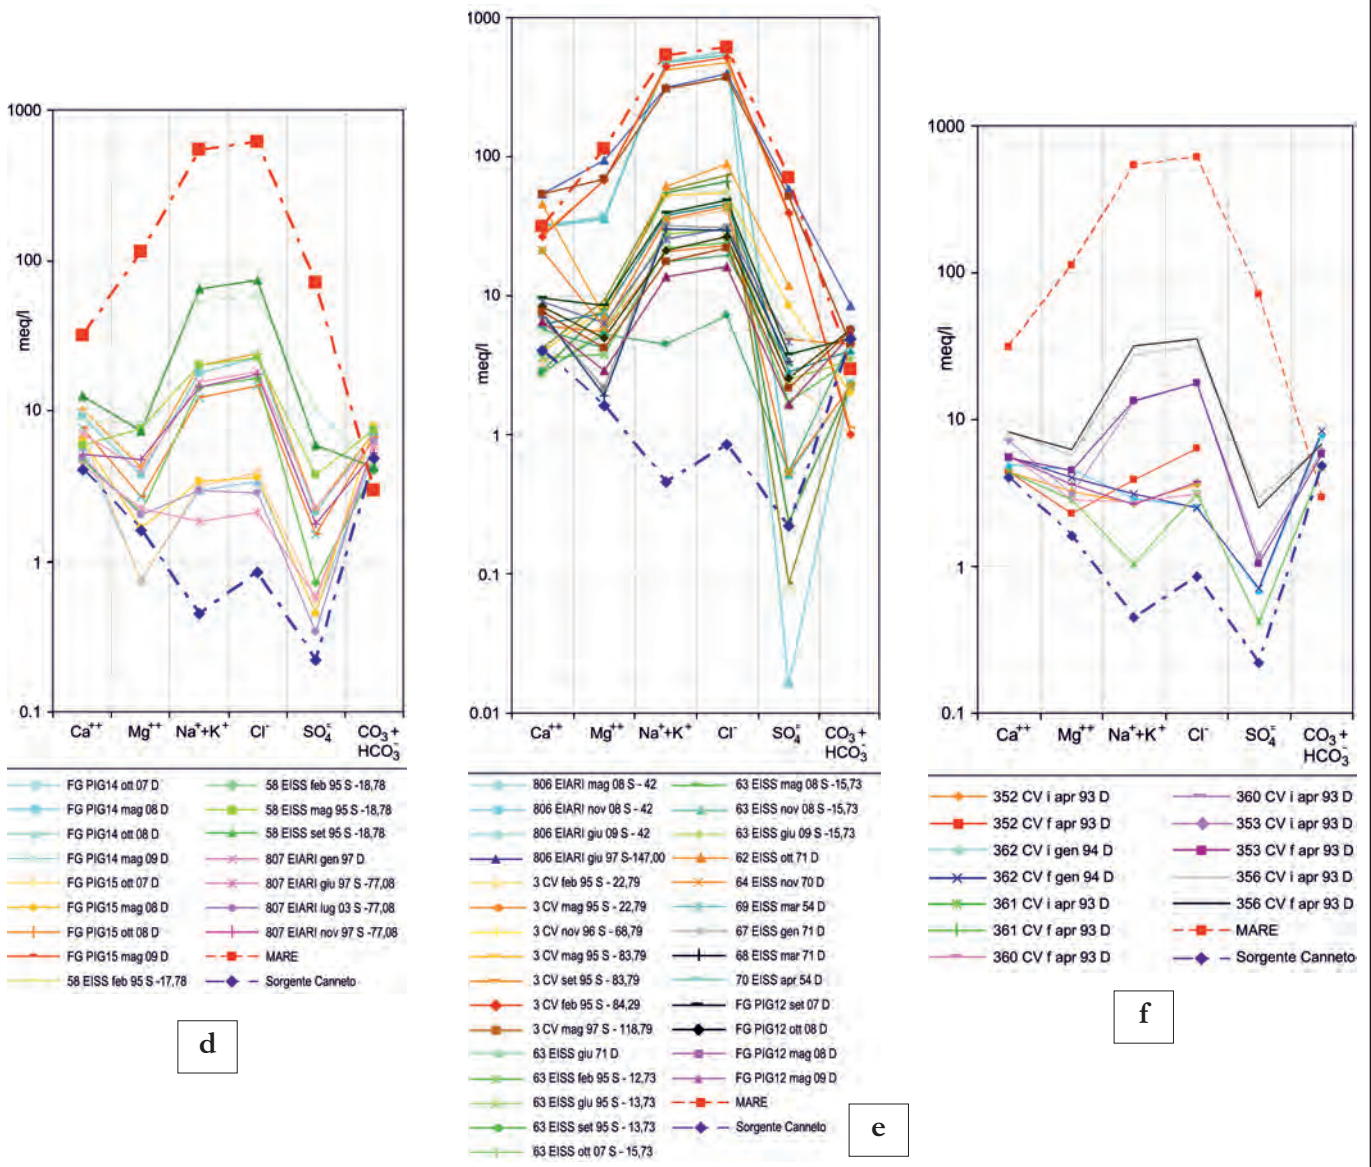 1000
100
10
1
0.1
meq/l
Ca⁺⁺ Mg⁺⁺ Na⁺+K⁺ Cl⁻ SO₄⁼ CO₃⁼+ HCO₃⁻
FG PIG14 ott 07 D
FG PIG14 mag 08 D
FG PIG14 ott 08 D
FG PIG14 mag 09 D
FG PIG15 ott 07 D
FG PIG15 mag 08 D
FG PIG15 ott 08 D
FG PIG15 mag 09 D
58 EISS feb 95 S -17,78
58 EISS feb 95 S -18,78
58 EISS mag 95 S -18,78
58 EISS set 95 S -18,78
807 EIARI gen 97 D
807 EIARI giu 97 S -77,08
807 EIARI lug 03 S -77,08
807 EIARI nov 97 S -77,08
MARE
Sorgente Canneto
d
1000
100
10
1
0.1
0.01
meq/l
Ca⁺⁺ Mg⁺⁺ Na⁺+K⁺ Cl⁻ SO₄⁼ CO₃⁼+ HCO₃⁻
806 EIARI mag 08 S - 42
806 EIARI nov 08 S - 42
806 EIARI giu 09 S - 42
806 EIARI giu 97 S-147,00
3 CV feb 95 S - 22,79
3 CV mag 95 S - 22,79
3 CV nov 96 S - 68,79
3 CV mag 95 S - 83,79
3 CV set 95 S - 83,79
3 CV feb 95 S - 84,29
3 CV mag 97 S - 118,79
63 EISS giu 71 D
63 EISS feb 95 S - 12,73
63 EISS giu 95 S - 13,73
63 EISS set 95 S - 13,73
63 EISS ott 07 S - 15,73
63 EISS mag 08 S -15,73
63 EISS nov 08 S -15,73
63 EISS giu 09 S -15,73
62 EISS ott 71 D
64 EISS nov 70 D
69 EISS mar 54 D
67 EISS gen 71 D
68 EISS mar 71 D
70 EISS apr 54 D
FG PIG12 set 07 D
FG PIG12 ott 08 D
FG PIG12 mag 08 D
FG PIG12 mag 09 D
MARE
Sorgente Canneto
e
1000
100
10
1
0.1
meq/l
Ca⁺⁺ Mg⁺⁺ Na⁺+K⁺ Cl⁻ SO₄⁼ CO₃⁼+ HCO₃⁻
352 CV i apr 93 D
352 CV f apr 93 D
362 CV i gen 94 D
362 CV f gen 94 D
361 CV i apr 93 D
361 CV f apr 93 D
360 CV f apr 93 D
360 CV i apr 93 D
353 CV i apr 93 D
353 CV f apr 93 D
356 CV i apr 93 D
356 CV f apr 93 D
MARE
Sorgente Canneto
f